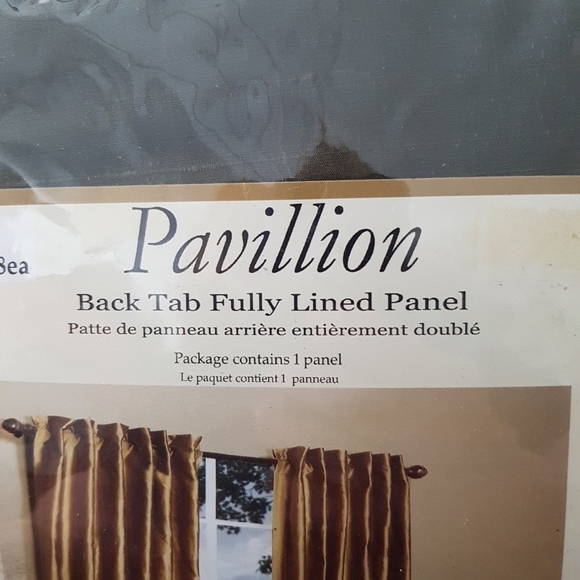 Pavillion
8ea
Back Tab Fully Lined Panel
Patte de panneau arrière entièrement doublé
Package contains 1 panel
Le paquet contient 1 panneau